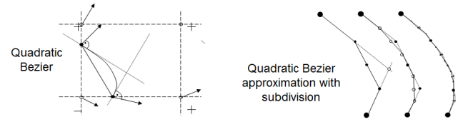 Quadratic
Bezier
Quadratic Bezier
approximation with
subdivision